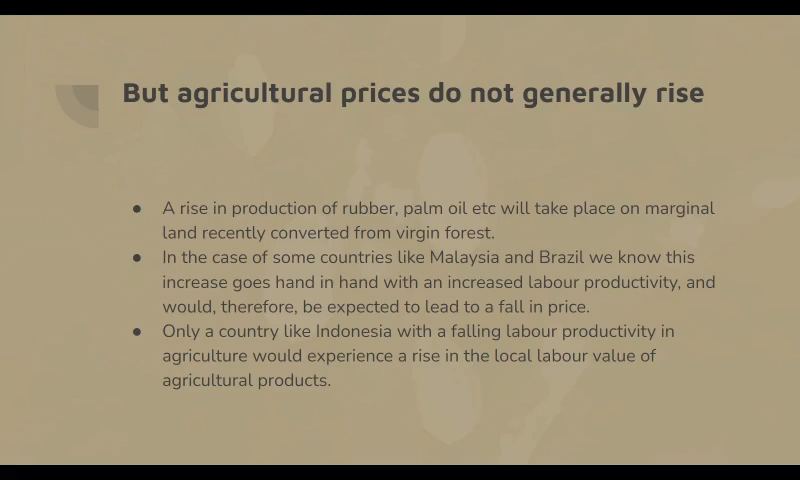 But agricultural prices do not generally rise
● A rise in production of rubber, palm oil etc will take place on marginal
land recently converted from virgin forest.
● In the case of some countries like Malaysia and Brazil we know this
increase goes hand in hand with an increased labour productivity, and
would, therefore, be expected to lead to a fall in price.
● Only a country like Indonesia with a falling labour productivity in
agriculture would experience a rise in the local labour value of
agricultural products.